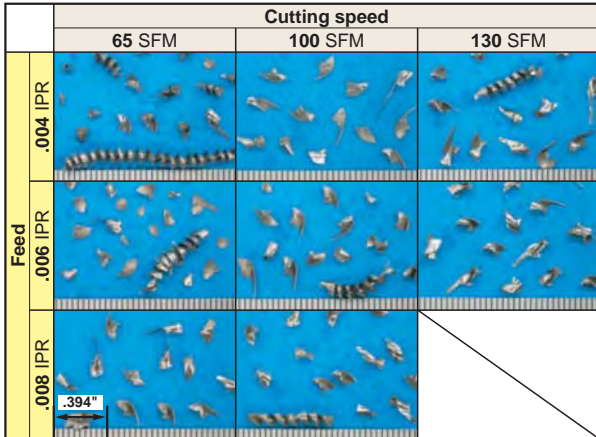 Cutting speed
65 SFM
100 SFM
130 SFM
Feed
.004 IPR
.006 IPR
.008 IPR
.394"